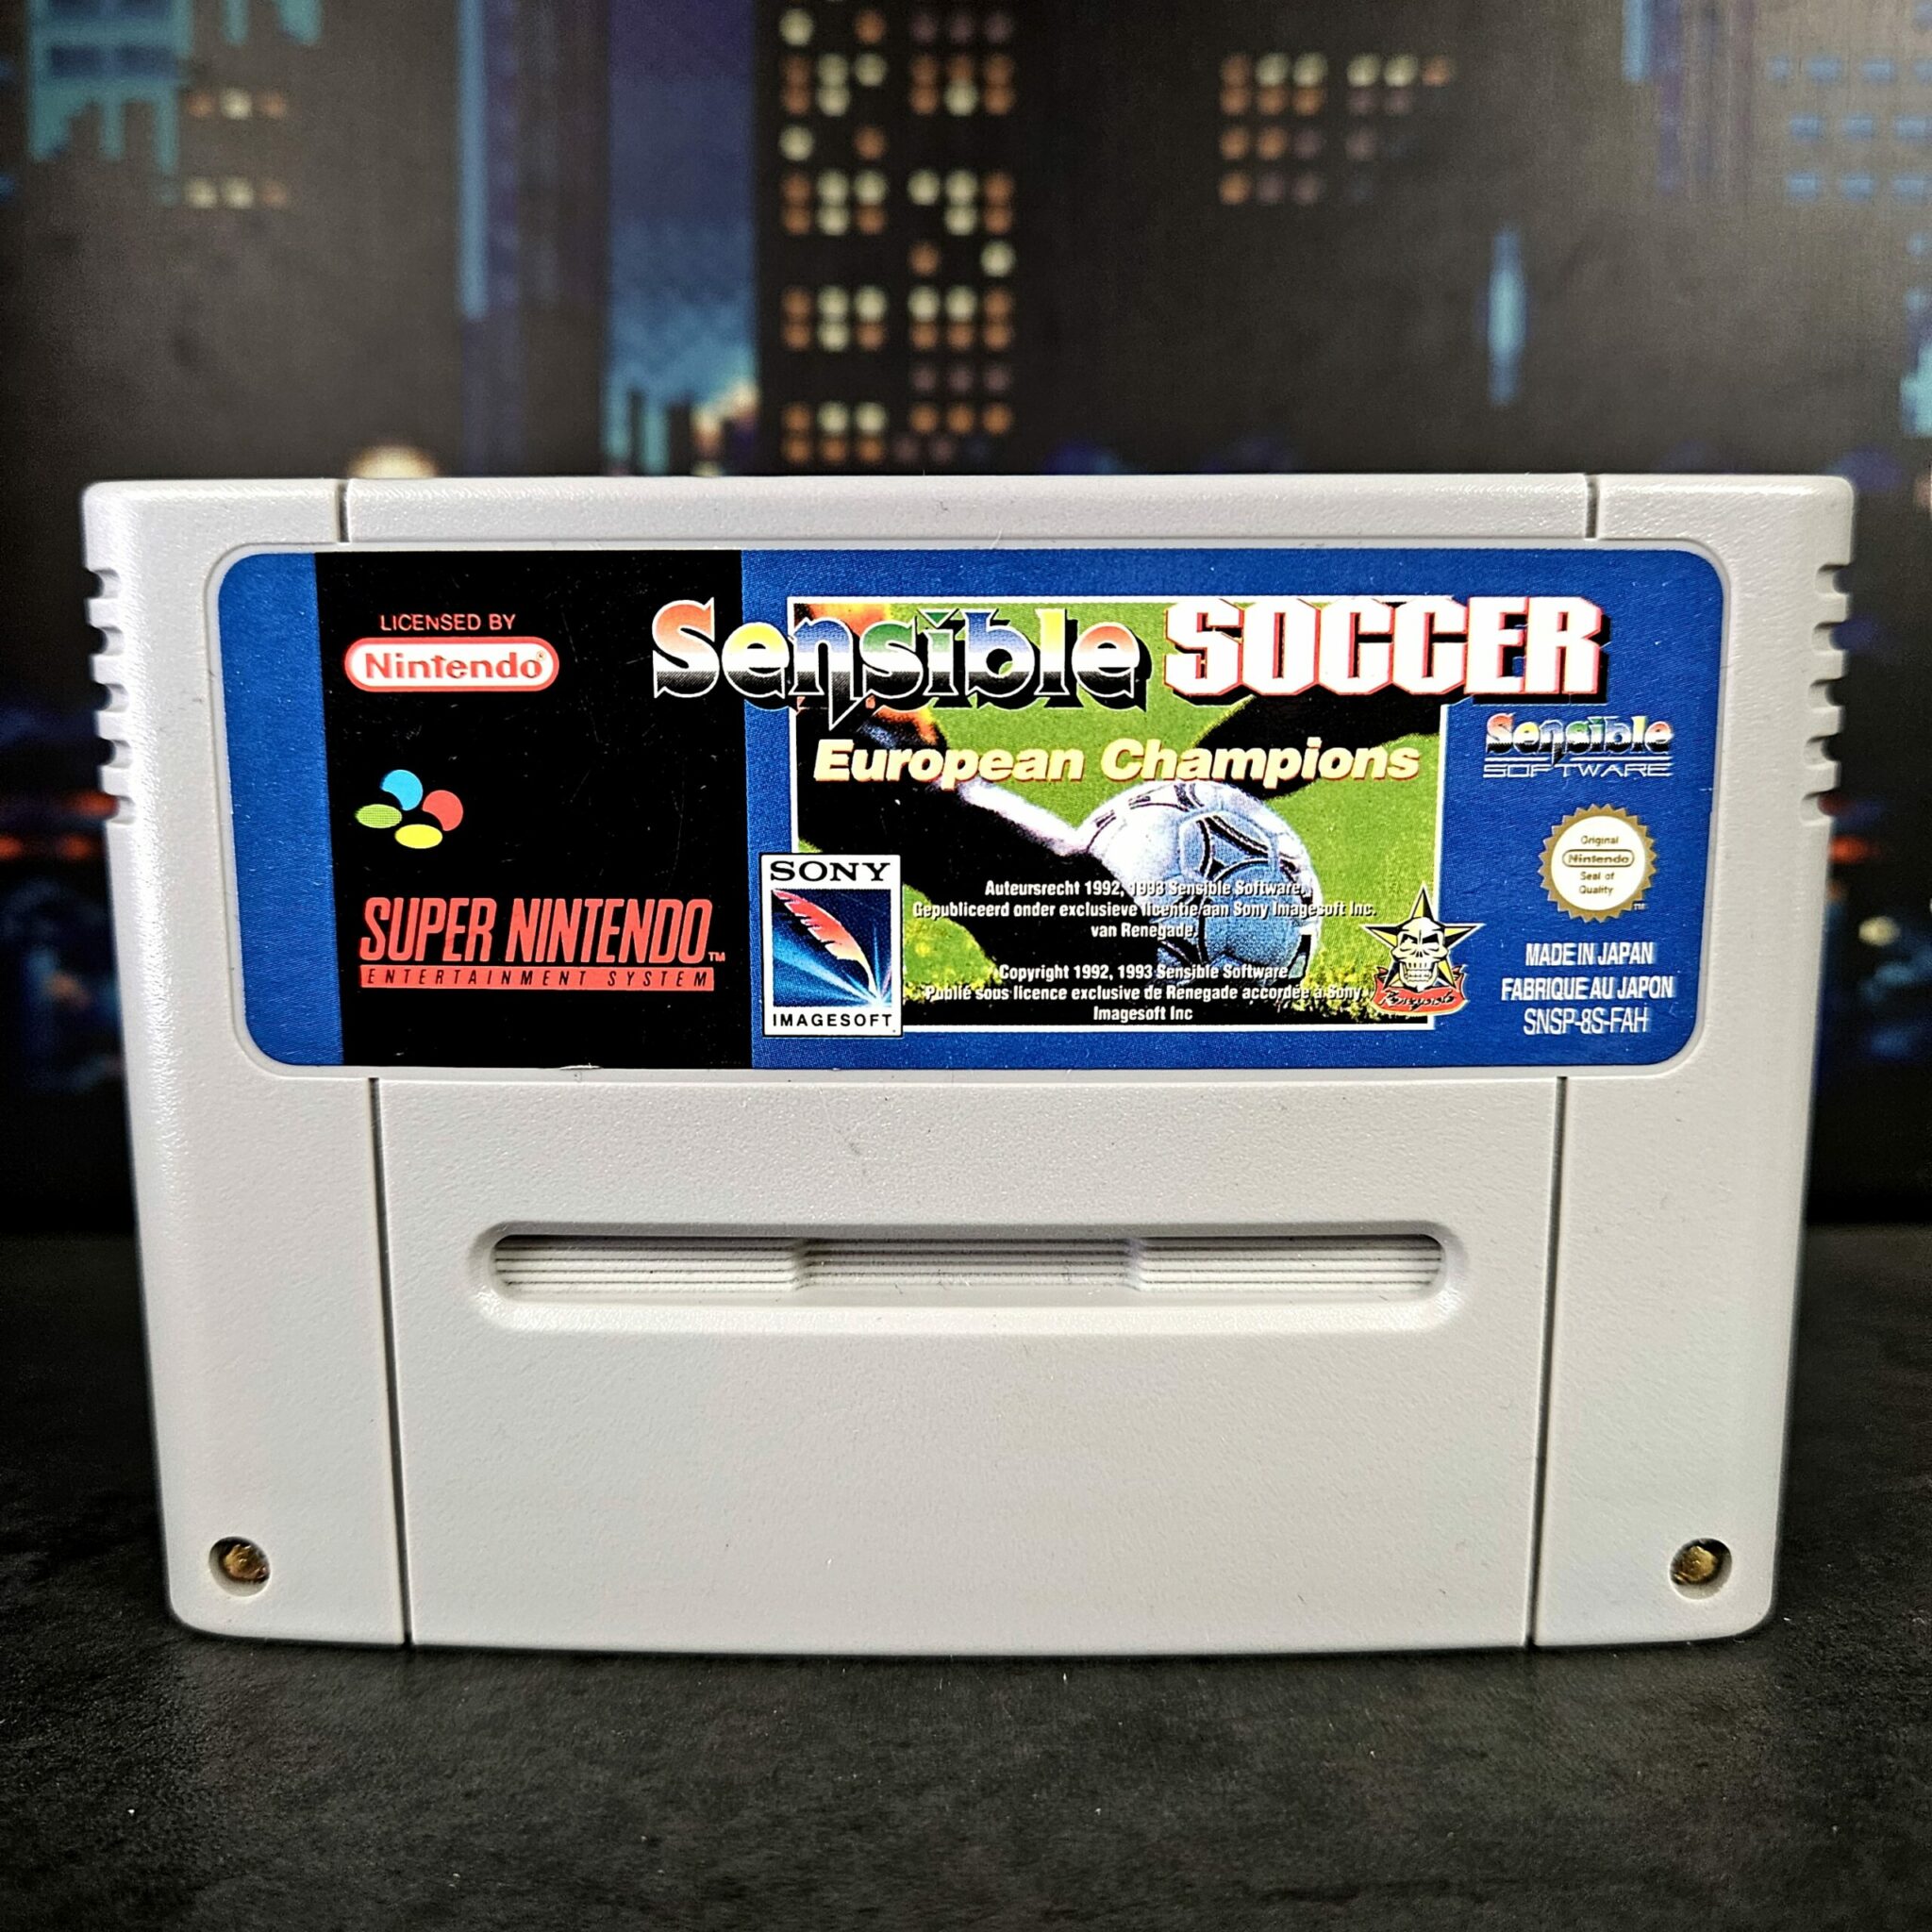 LICENSED BY
Nintendo
SUPER NINTENDO™
ENTERTAINMENT SYSTEM
Sensible SOCCER
European Champions
SONY
IMAGESOFT
Auteursrecht 1992, 1993 Sensible Software.
Gepubliceerd onder exclusieve licentie aan Sony Imagesoft Inc.
van Renegade.
Copyright 1992, 1993 Sensible Software.
Publié sous licence exclusive de Renegade accordée à Sony
Imagesoft Inc
Renegade
Sensible
SOFTWARE
Original
Nintendo
Seal of
Quality
MADE IN JAPAN
FABRIQUE AU JAPON
SNSP-8S-FAH